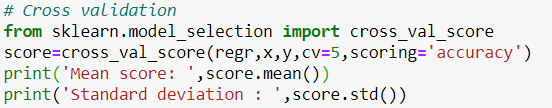 # Cross validation
from sklearn.model_selection import cross_val_score
score=cross_val_score(regr,x,y,cv=5,scoring='accuracy')
print('Mean score: ',score.mean())
print('Standard deviation : ',score.std())